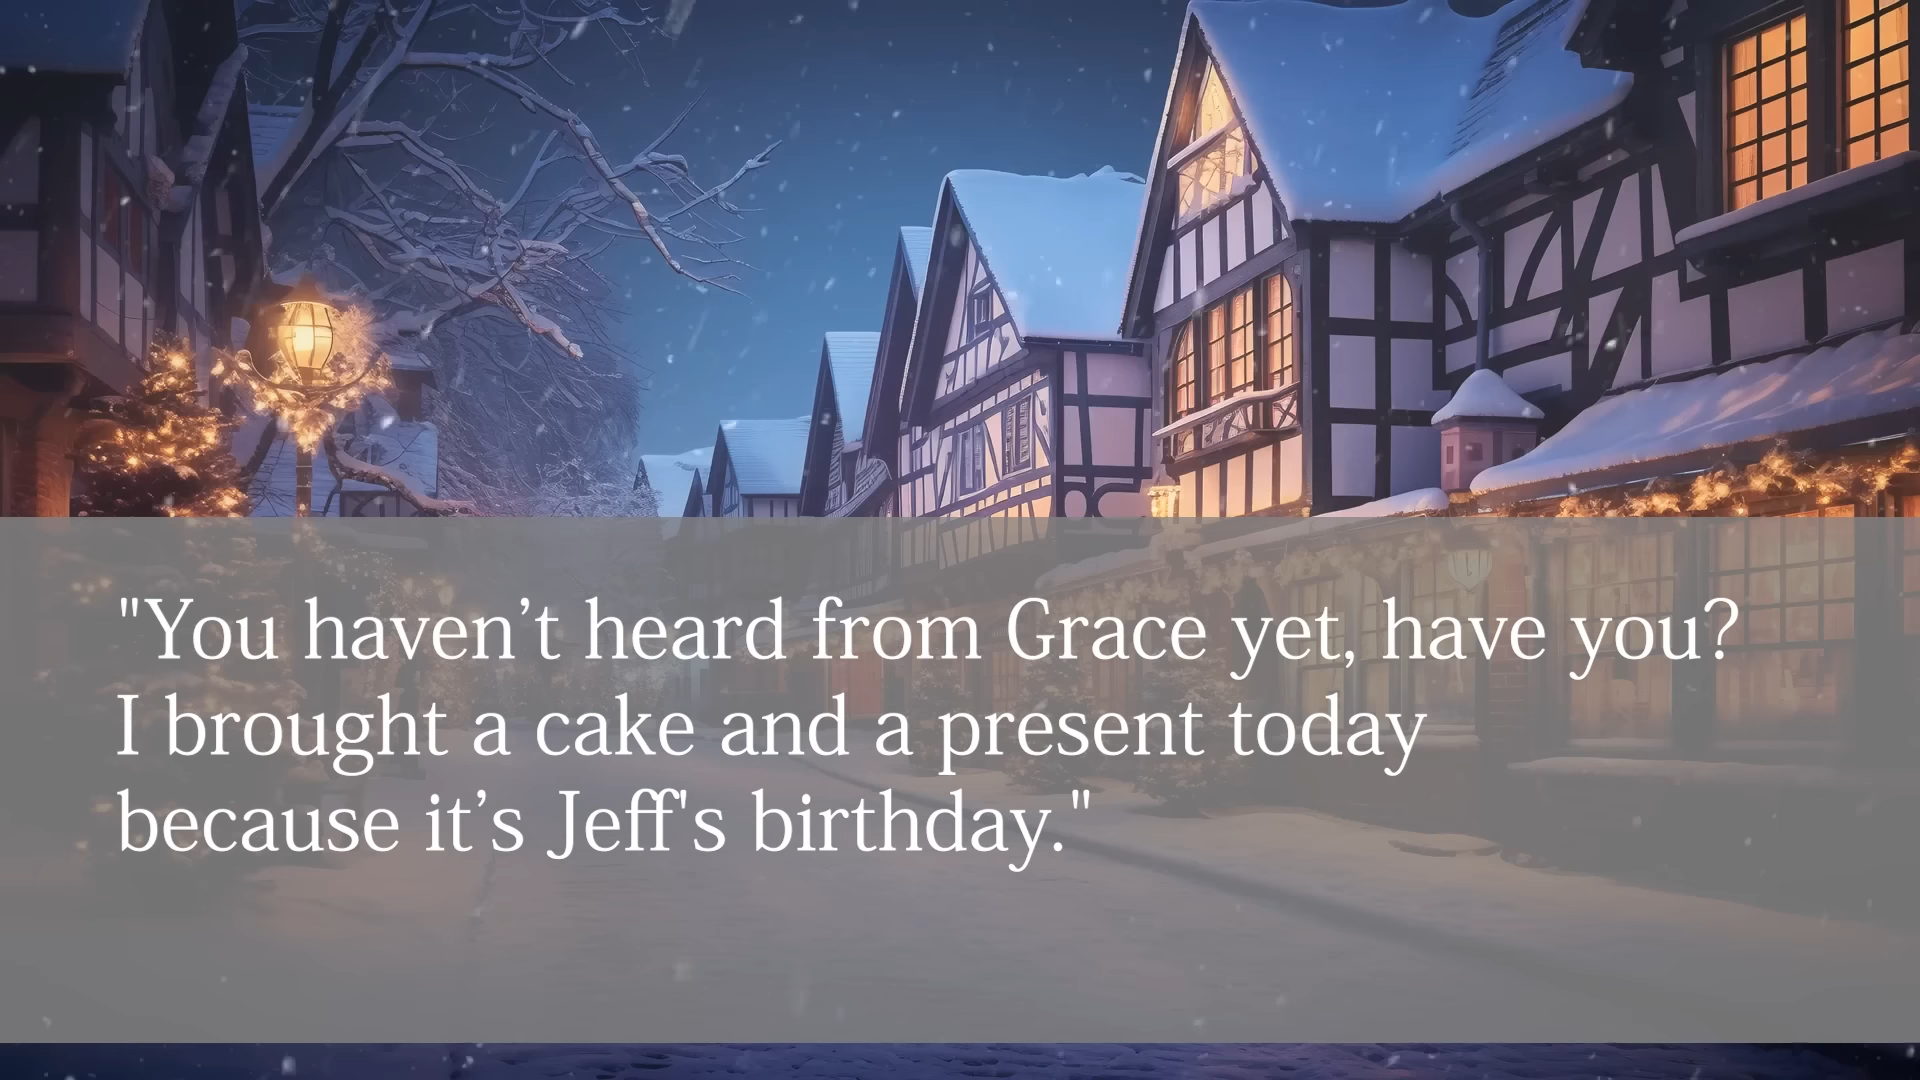 "You haven’t heard from Grace yet, have you?
I brought a cake and a present today
because it’s Jeff's birthday."